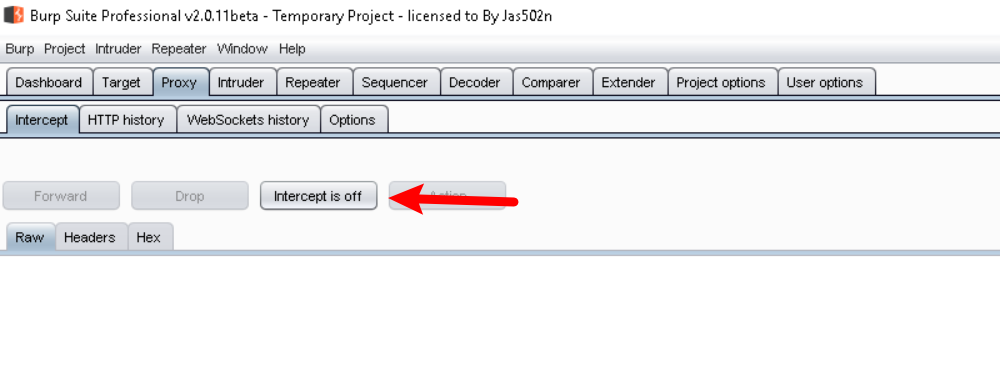 Burp Suite Professional v2.0.11beta - Temporary Project - licensed to By Jas502n
Burp Project Intruder Repeater Window Help
Dashboard Target Proxy Intruder Repeater Sequencer Decoder Comparer Extender Project options User options
Intercept HTTP history WebSockets history Options
Forward Drop Intercept is off Action
Raw Headers Hex